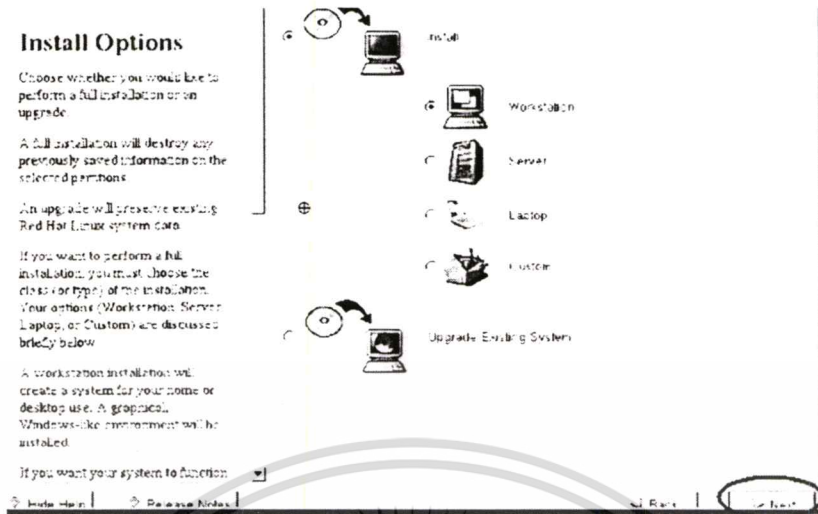 Install Options
Choose whether you would like to
perform a full installation or an
upgrade.
A full installation will destroy any
previously saved information on the
selected partitions.
An upgrade will preserve existing
Red Hat Linux system data.
If you want to perform a full
installation, you must choose the
class (or type) of the installation.
Your options (Workstation, Server,
Laptop, or Custom) are discussed
briefly below.
A workstation installation will
create a system for your home or
desktop use. A graphical,
Windows-like environment will be
installed.
If you want your system to function
Install
Workstation
Server
Laptop
Custom
Upgrade Existing System
Hide Help
Release Notes
Back
Next